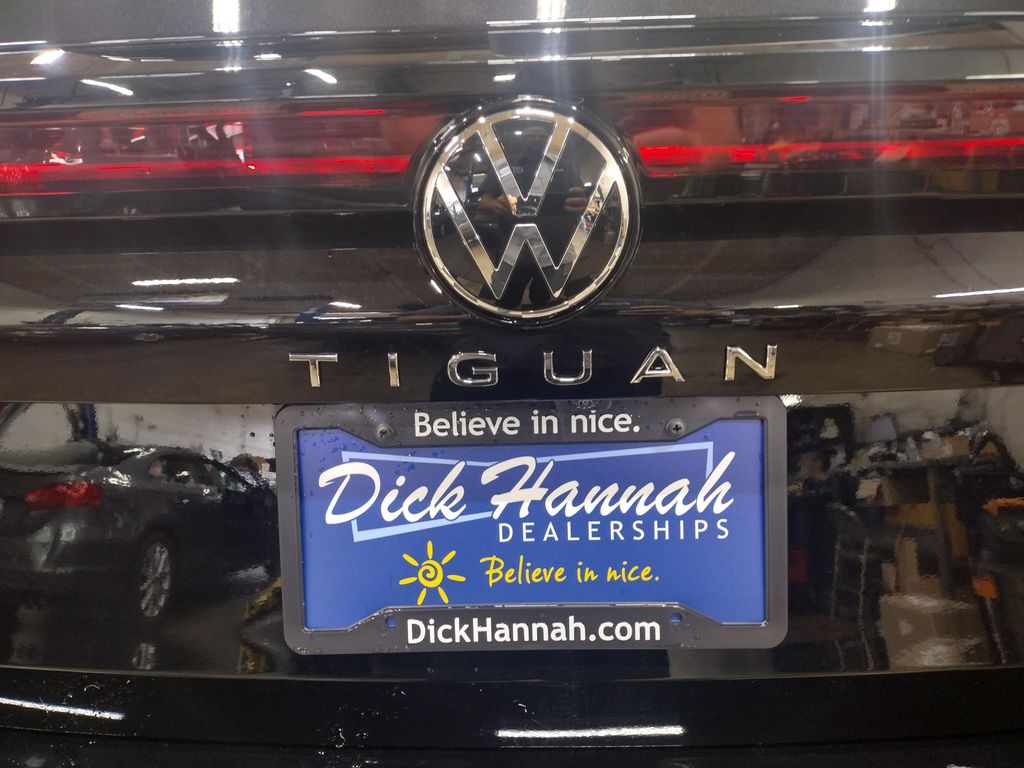 TIGUAN
Believe in nice.
Dick Hannah
DEALERSHIPS
Believe in nice.
DickHannah.com